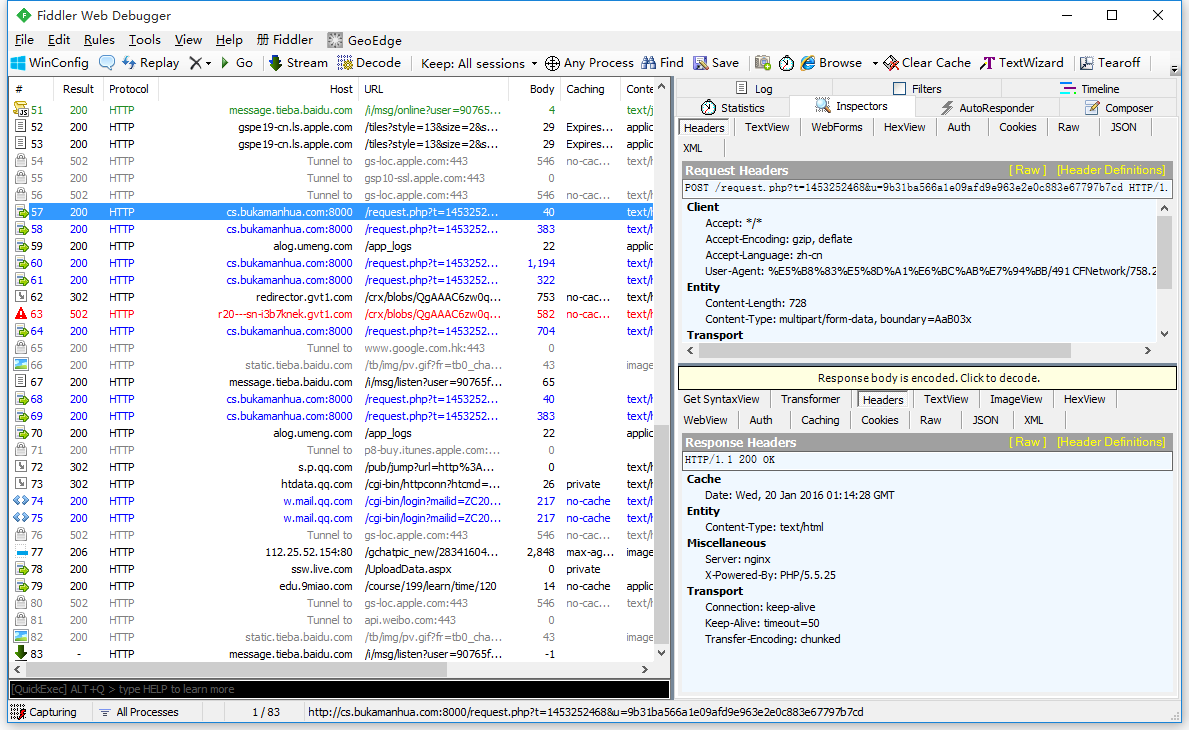 Fiddler Web Debugger
File Edit Rules Tools View Help 册 Fiddler GeoEdge
WinConfig Replay Go Stream Decode Keep: All sessions Any Process Find Save Browse Clear Cache TextWizard Tearoff
# Result Protocol Host URL Body Caching Conte
51 200 HTTP message.tieba.baidu.com /i/msg/online?user=90765... 4 text/j
52 200 HTTP gspe19-cn.ls.apple.com /tiles?style=13&size=2&s... 29 Expires... applic
53 200 HTTP gspe19-cn.ls.apple.com /tiles?style=13&size=2&s... 29 Expires... applic
54 502 HTTP Tunnel to gs-loc.apple.com:443 546 no-cac... text/h
55 200 HTTP Tunnel to gsp10-ssl.apple.com:443 0
56 502 HTTP Tunnel to gs-loc.apple.com:443 546 no-cac... text/h
57 200 HTTP cs.bukamanhua.com:8000 /request.php?t=1453252... 40 text/h
58 200 HTTP cs.bukamanhua.com:8000 /request.php?t=1453252... 383 text/h
59 200 HTTP alog.umeng.com /app_logs 22 applic
60 200 HTTP cs.bukamanhua.com:8000 /request.php?t=1453252... 1,194 text/h
61 200 HTTP cs.bukamanhua.com:8000 /request.php?t=1453252... 322 text/h
62 302 HTTP redirector.gvt1.com /crx/blobs/QgAAAC6zw0q... 753 no-cac... text/h
63 502 HTTP r20---sn-i3b7knek.gvt1.com /crx/blobs/QgAAAC6zw0q... 582 no-cac... text/h
64 200 HTTP cs.bukamanhua.com:8000 /request.php?t=1453252... 704 text/h
65 200 HTTP Tunnel to www.google.com.hk:443 0
66 200 HTTP static.tieba.baidu.com /tb/img/pv.gif?fr=tb0_cha... 43 image
67 200 HTTP message.tieba.baidu.com /i/msg/listen?user=90765f... 65
68 200 HTTP cs.bukamanhua.com:8000 /request.php?t=1453252... 40 text/h
69 200 HTTP cs.bukamanhua.com:8000 /request.php?t=1453252... 383 text/h
70 200 HTTP alog.umeng.com /app_logs 22 applic
71 200 HTTP Tunnel to p8-buy.itunes.apple.com:... 0
72 302 HTTP s.p.qq.com /pub/jump?url=http%3A... 0 text/h
73 302 HTTP htdata.qq.com /cgi-bin/httpconn?htcmd=... 26 private text/h
74 200 HTTP w.mail.qq.com /cgi-bin/login?mailid=ZC20... 217 no-cache text/h
75 200 HTTP w.mail.qq.com /cgi-bin/login?mailid=ZC20... 217 no-cache text/h
76 502 HTTP Tunnel to gs-loc.apple.com:443 546 no-cac... text/h
77 206 HTTP 112.25.52.154:80 /gchatpic_new/28341604... 2,848 max-ag... image
78 200 HTTP ssw.live.com /UploadData.aspx 0 private
79 200 HTTP edu.9miao.com /course/199/learn/time/120 14 no-cache applic
80 502 HTTP Tunnel to gs-loc.apple.com:443 546 no-cac... text/h
81 200 HTTP Tunnel to api.weibo.com:443 0
82 200 HTTP static.tieba.baidu.com /tb/img/pv.gif?fr=tb0_cha... 43 image
83 - HTTP message.tieba.baidu.com /i/msg/listen?user=90765f... -1
[QuickExec] ALT+Q > type HELP to learn more
Capturing All Processes 1 / 83 http://cs.bukamanhua.com:8000/request.php?t=1453252468&u=9b31ba566a1e09afd9e963e2e0c883e67797b7cd
Log Filters Timeline
Statistics Inspectors AutoResponder Composer
Headers TextView WebForms HexView Auth Cookies Raw JSON
XML
Request Headers [ Raw ] [Header Definitions]
POST /request.php?t=1453252468&u=9b31ba566a1e09afd9e963e2e0c883e67797b7cd HTTP/1.
Client
Accept: */*
Accept-Encoding: gzip, deflate
Accept-Language: zh-cn
User-Agent: %E5%B8%83%E5%8D%A1%E6%BC%AB%E7%94%BB/491 CFNetwork/758.2
Entity
Content-Length: 728
Content-Type: multipart/form-data, boundary=AaB03x
Transport
Response body is encoded. Click to decode.
Get SyntaxView Transformer Headers TextView ImageView HexView
WebView Auth Caching Cookies Raw JSON XML
Response Headers [ Raw ] [Header Definitions]
HTTP/1.1 200 OK
Cache
Date: Wed, 20 Jan 2016 01:14:28 GMT
Entity
Content-Type: text/html
Miscellaneous
Server: nginx
X-Powered-By: PHP/5.5.25
Transport
Connection: keep-alive
Keep-Alive: timeout=50
Transfer-Encoding: chunked